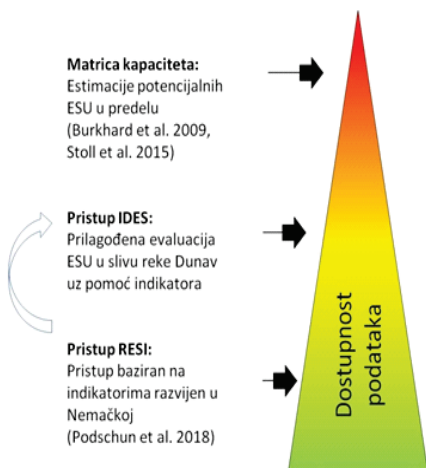 Matrica kapaciteta:
Estimacije potencijalnih
ESU u predelu
(Burkhard et al. 2009,
Stoll et al. 2015)
Pristup IDES:
Prilagođena evaluacija
ESU u slivu reke Dunav
uz pomoć indikatora
Pristup RESI:
Pristup baziran na
indikatorima razvijen u
Nemačkoj
(Podschun et al. 2018)
Dostupnost
podataka